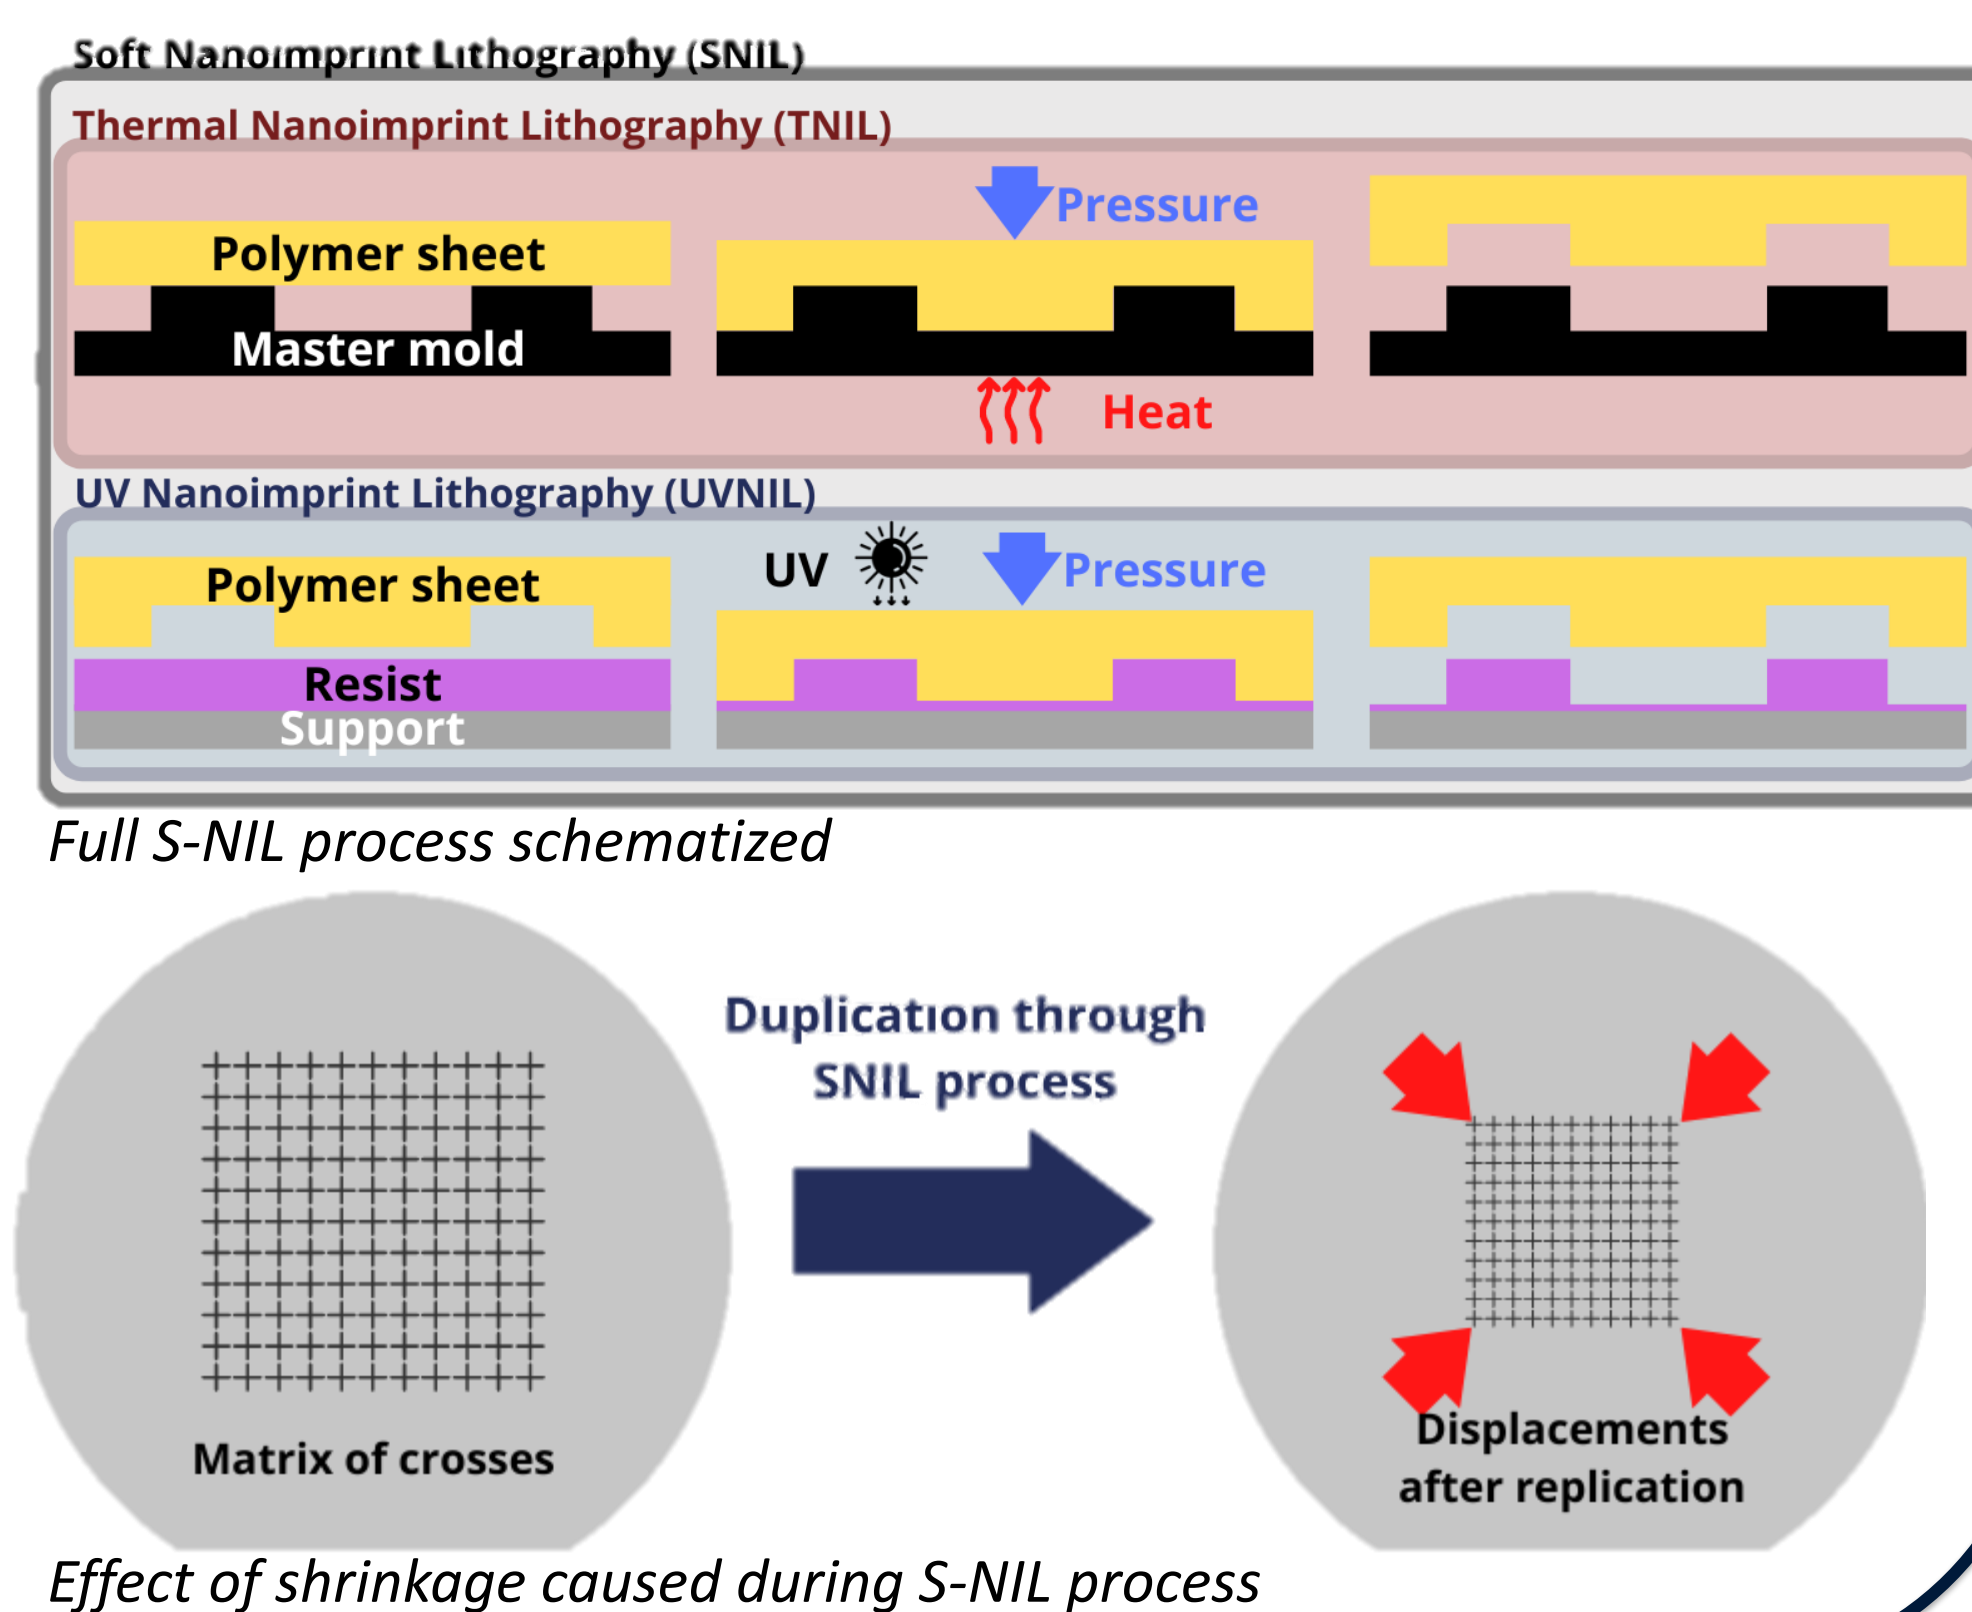 Soft Nanoimprint Lithography (SNIL)
Thermal Nanoimprint Lithography (TNIL)
Pressure
Polymer sheet
Master mold
Heat
UV Nanoimprint Lithography (UVNIL)
UV
Pressure
Polymer sheet
Resist
Support
Full S-NIL process schematized
Duplication through
SNIL process
Matrix of crosses
Displacements
after replication
Effect of shrinkage caused during S-NIL process